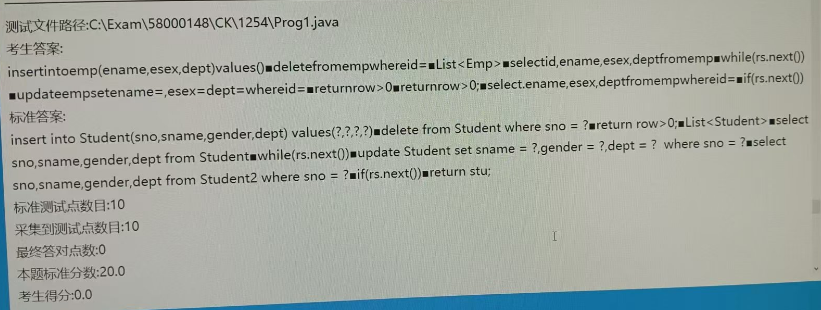 测试文件路径:C:\Exam\58000148\CK\1254\Prog1.java
考生答案:
insertintoemp(ename,esex,dept)values()■deletefromempwhereid=■List<Emp>■selectid,ename,esex,deptfromemp■while(rs.next())
■updateempsetename=,esex=dept=whereid=■returnrow>0■returnrow>0;■select.ename,esex,deptfromempwhereid=■if(rs.next())
标准答案:
insert into Student(sno,sname,gender,dept) values(?,?,?,?)■delete from Student where sno = ?■return row>0;■List<Student>■select
sno,sname,gender,dept from Student■while(rs.next())■update Student set sname = ?,gender = ?,dept = ?  where sno = ?■select
sno,sname,gender,dept from Student2 where sno = ?■if(rs.next())■return stu;
标准测试点数目:10
采集到测试点数目:10
最终答对点数:0
本题标准分数:20.0
考生得分:0.0